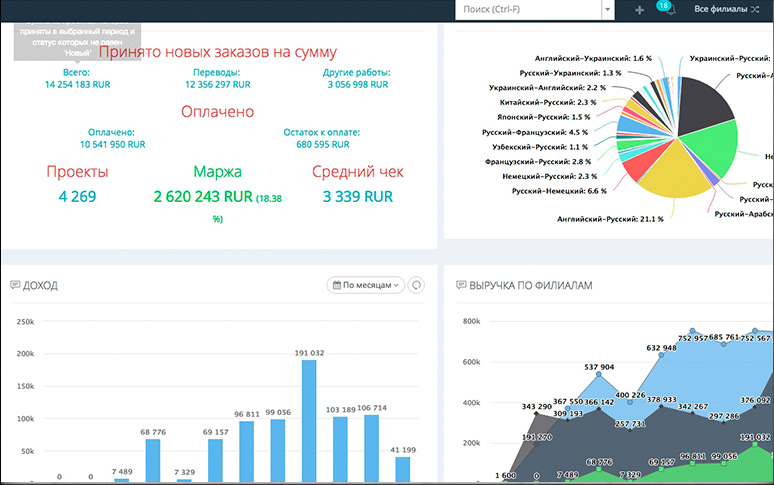 Поиск (Ctrl-F)
18
Все филиалы
приняты в выбранный период и
статус которых не равен
'Новый'
Принято новых заказов на сумму
Всего:
Переводы:
Другие работы:
14 254 183 RUR
12 356 297 RUR
3 056 998 RUR
Оплачено
Оплачено:
Остаток к оплате:
10 541 950 RUR
680 595 RUR
Проекты
Маржа
Средний чек
4 269
2 620 243 RUR (18.38
%)
3 339 RUR
Английский-Украинский: 1.6 %
Украинский-Русский
Русский-Украинский: 1.3 %
Русский-А
Украинский-Английский: 2.2 %
Китайский-Русский: 2.3 %
Японский-Русский: 1.5 %
Русский-Французский: 4.5 %
Узбекский-Русский: 1.1 %
Не
Французский-Русский: 2.8 %
Немецкий-Русский: 2.3 %
Русский-
Русский-Немецкий: 6.6 %
Русский-
Русский-Арабс
Английский-Русский: 21.1 %
ДОХОД
По месяцам
250k
200k
150k
100k
50k
0
0
7 489
68 776
7 329
69 157
96 811
99 056
191 032
103 189
106 714
41 199
ВЫРУЧКА ПО ФИЛИАЛАМ
800k
600k
400k
200k
367 550
537 904
400 226
632 948
752 957
685 761
752 567
343 290
309 193
366 142
257 731
378 933
342 267
297 286
376 092
191 270
1 600
0
7 489
68 776
7 329
69 157
96 811
99 056
191 032